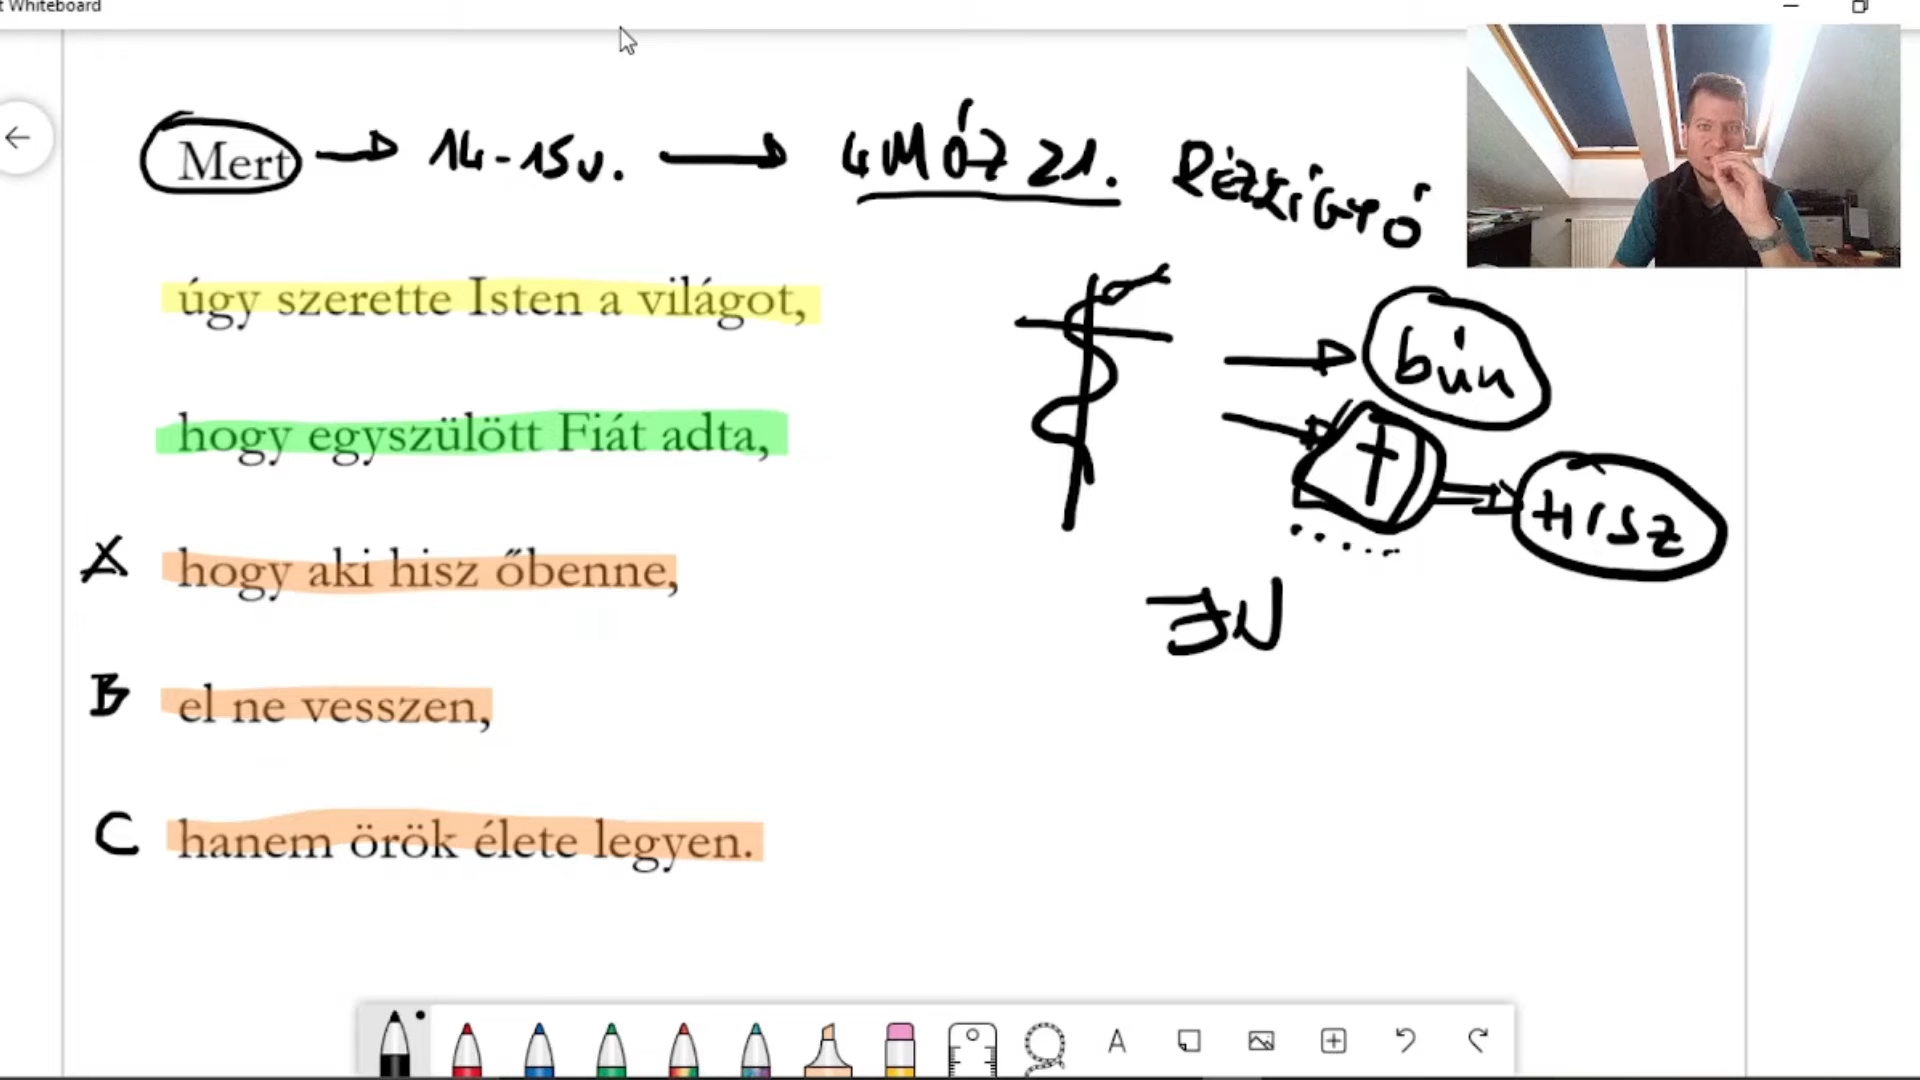 t Whiteboard
Mert → 14-15v. → 4MÓZ 21. RÉZKÍGYÓ
úgy szerette Isten a világot,
bűn
hogy egyszülött Fiát adta,
HISZ
A hogy aki hisz őbenne,
B el ne vesszen,
C hanem örök élete legyen.
A